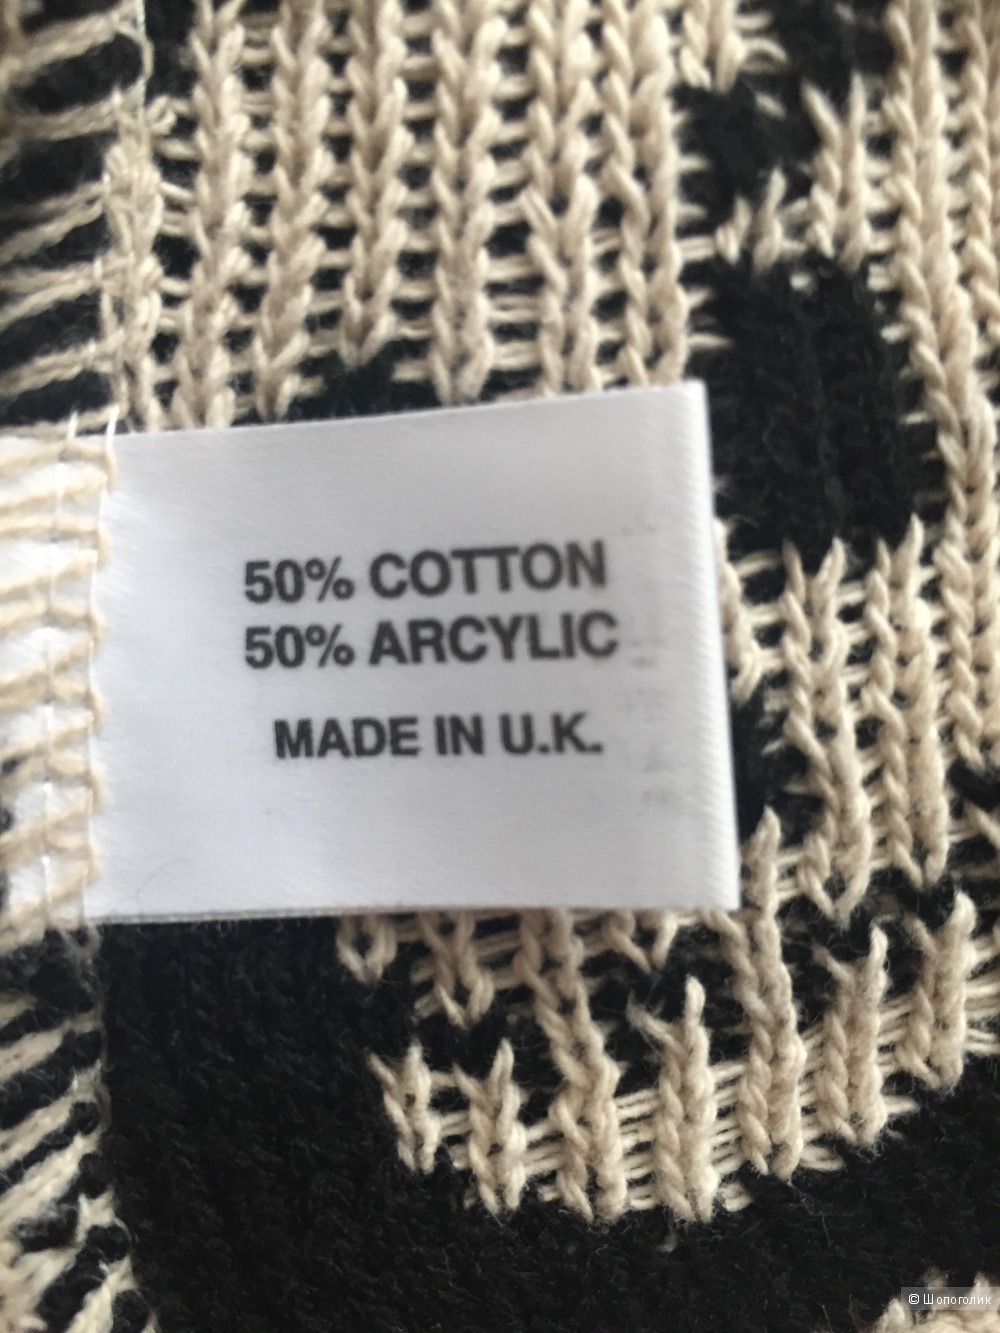 50% COTTON
50% ARCYLIC
MADE IN U.K.
© Шопоголик